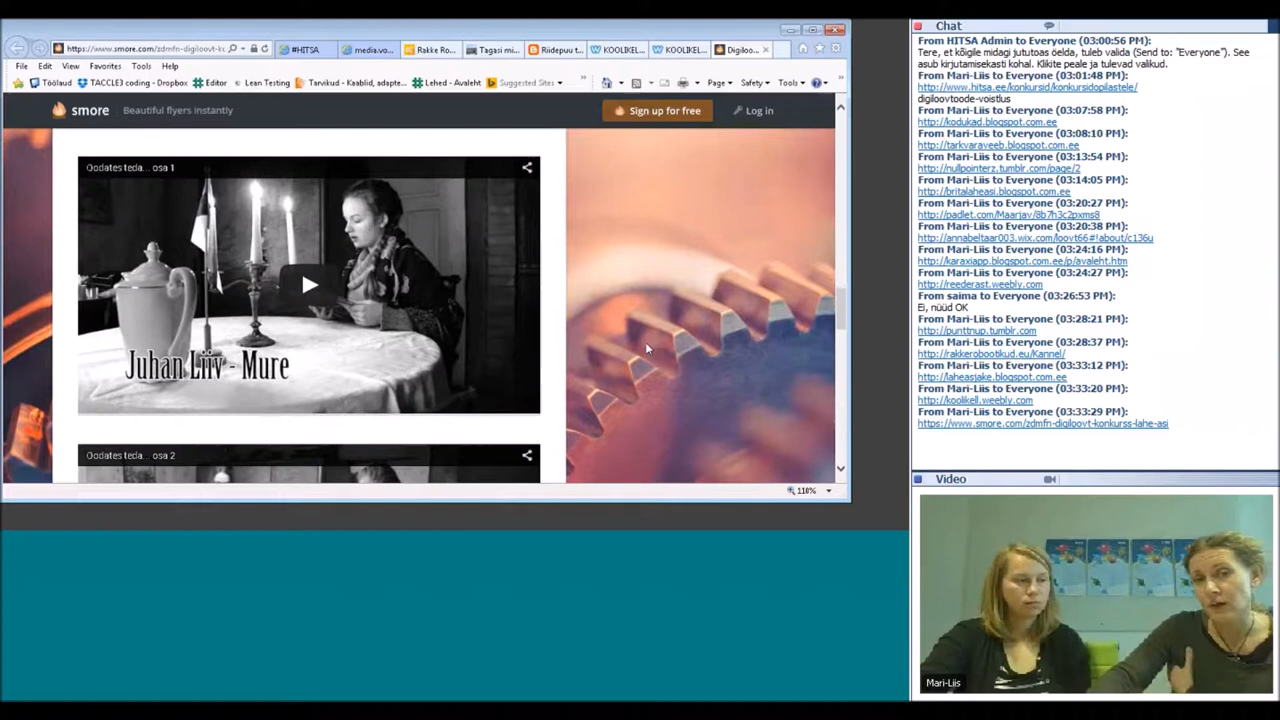 https://www.smore.com/zdmfn-digiloovt-k
#HITSA
media.vo...
Rakke Ro...
Tagasi mi...
Riidepuu t...
KOOLIKEL...
KOOLIKEL...
Digiloo...
File Edit View Favorites Tools Help
Töölaud
TACCLE3 coding - Dropbox
Editor
Lean Testing
Tarvikud - Kaablid, adapte...
Lehed - Avaleht
Suggested Sites
Page
Safety
Tools
smore
Beautiful flyers instantly
Sign up for free
Log in
Oodates teda... osa 1
Juhan Liiv - Mure
Oodates teda... osa 2
110%
Chat
From HITSA Admin to Everyone (03:00:56 PM):
Tere, et kõigile midagi jututoas öelda, tuleb valida (Send to: "Everyone"). See
asub kirjutamisekasti kohal. Klikite peale ja tulevad valikud.
From Mari-Liis to Everyone (03:01:48 PM):
http://www.hitsa.ee/konkursid/konkursidopilastele/
digiloovtoode-voistlus
From Mari-Liis to Everyone (03:07:58 PM):
http://kodukad.blogspot.com.ee
From Mari-Liis to Everyone (03:08:10 PM):
http://tarkvaraveeb.blogspot.com.ee
From Mari-Liis to Everyone (03:13:54 PM):
http://nullpointerz.tumblr.com/page/2
From Mari-Liis to Everyone (03:14:05 PM):
http://britalaheasi.blogspot.com.ee
From Mari-Liis to Everyone (03:20:27 PM):
http://padlet.com/Maarjav/8b7h3c2pxms8
From Mari-Liis to Everyone (03:20:38 PM):
http://annabeltaar003.wix.com/loovt66#!about/c136u
From Mari-Liis to Everyone (03:24:16 PM):
http://karaxiapp.blogspot.com.ee/p/avaleht.htm
From Mari-Liis to Everyone (03:24:27 PM):
http://reederast.weebly.com
From saima to Everyone (03:26:53 PM):
Ei, nüüd OK
From Mari-Liis to Everyone (03:28:21 PM):
http://punttnup.tumblr.com
From Mari-Liis to Everyone (03:28:37 PM):
http://rakkerobootikud.eu/Kannel/
From Mari-Liis to Everyone (03:33:12 PM):
http://laheasjake.blogspot.com.ee
From Mari-Liis to Everyone (03:33:20 PM):
http://koolikell.weebly.com
From Mari-Liis to Everyone (03:33:29 PM):
https://www.smore.com/zdmfn-digiloovt-konkurss-lahe-asi
Video
Mari-Liis